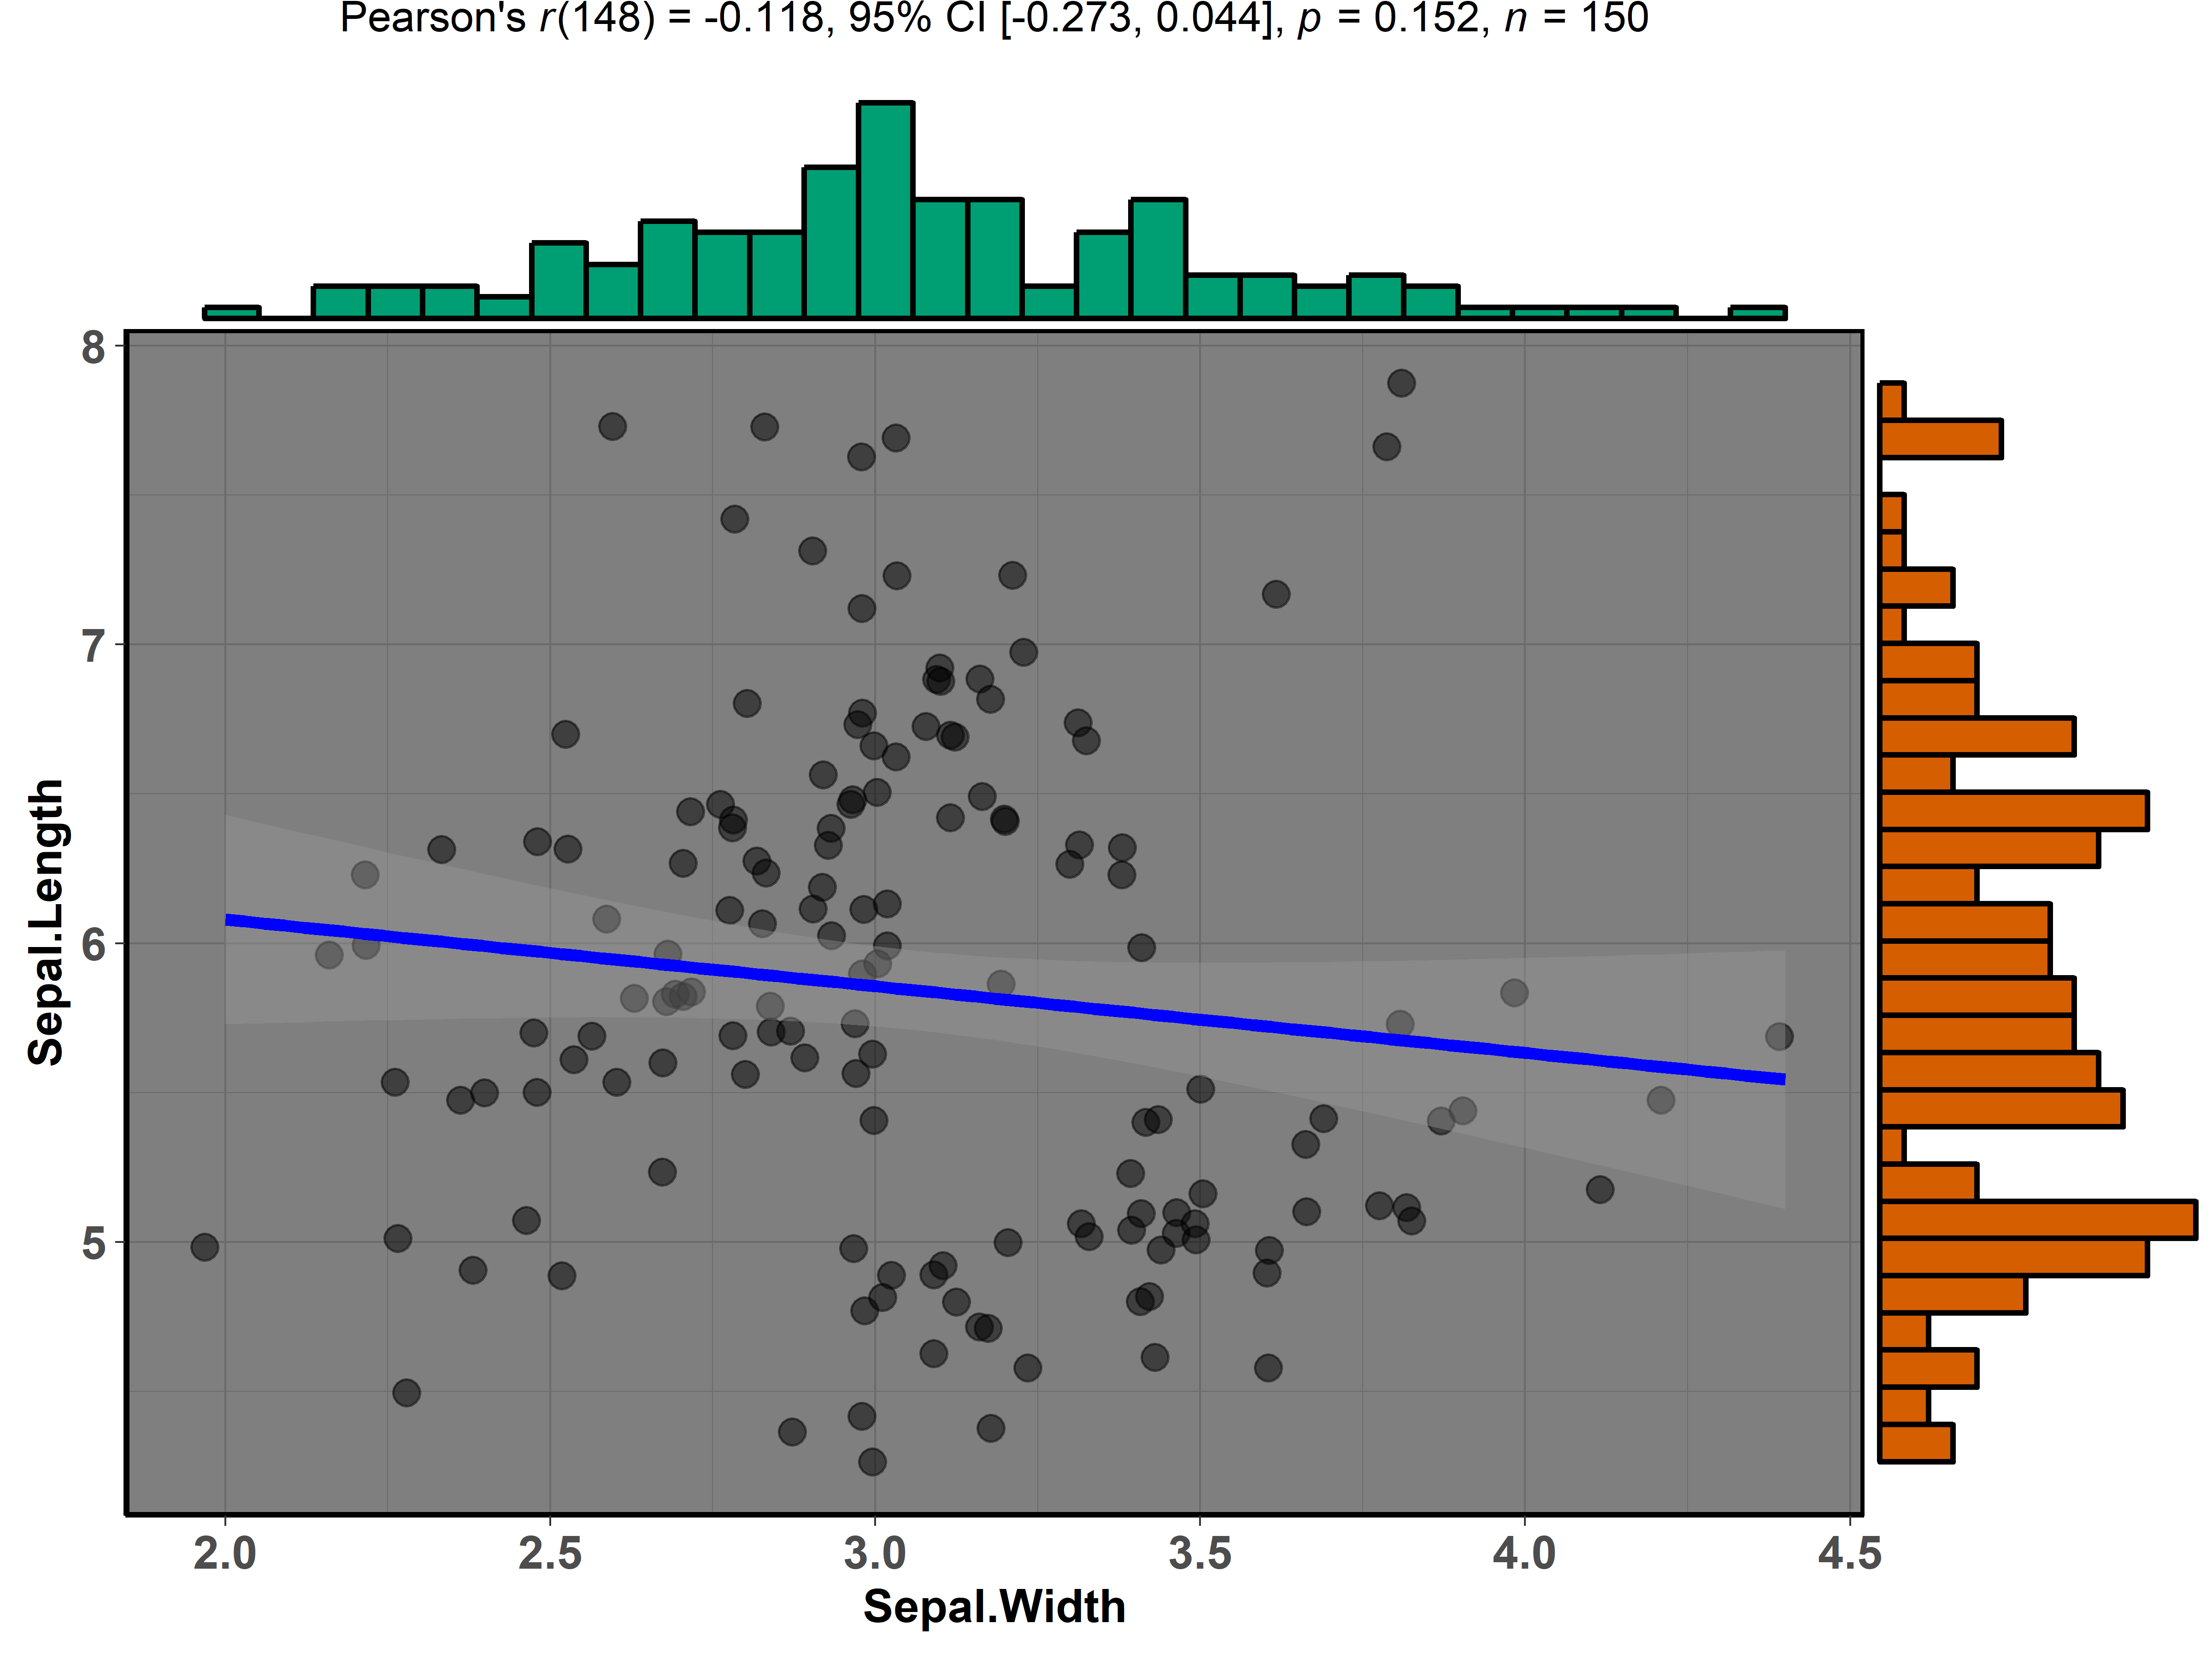 Pearson's r(148) = -0.118, 95% CI [-0.273, 0.044], p = 0.152, n = 150
8
7
6
5
Sepal.Length
2.0 2.5 3.0 3.5 4.0 4.5
Sepal.Width